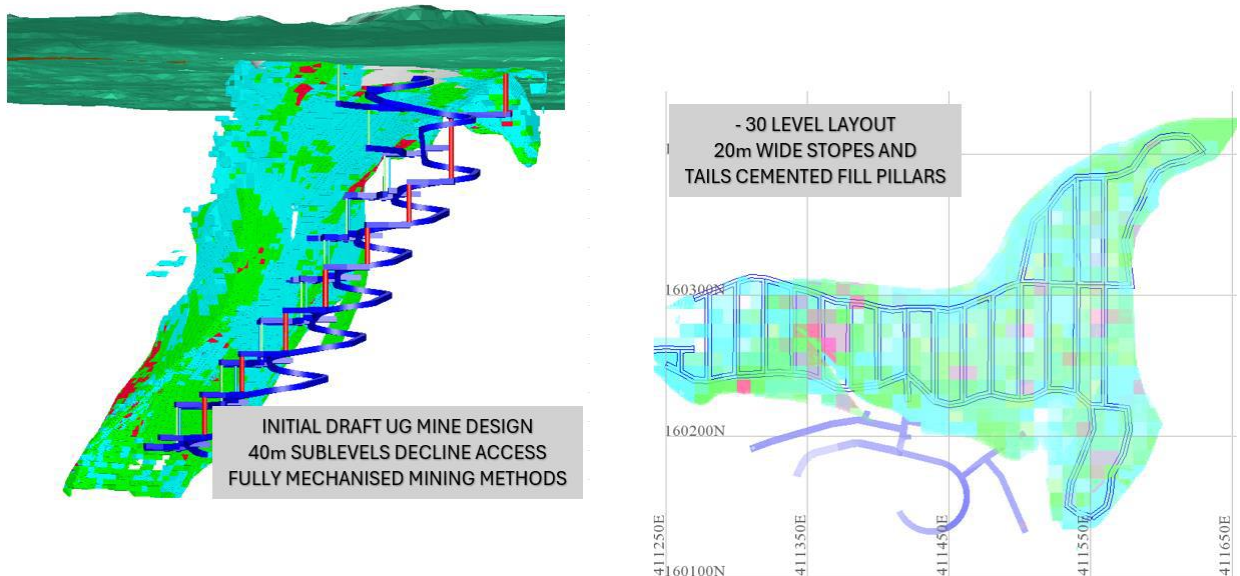 INITIAL DRAFT UG MINE DESIGN
40m SUBLEVELS DECLINE ACCESS
FULLY MECHANISED MINING METHODS
- 30 LEVEL LAYOUT
20m WIDE STOPES AND
TAILS CEMENTED FILL PILLARS
160300N
160200N
160100N
411250E
411350E
411450E
411550E
411650E